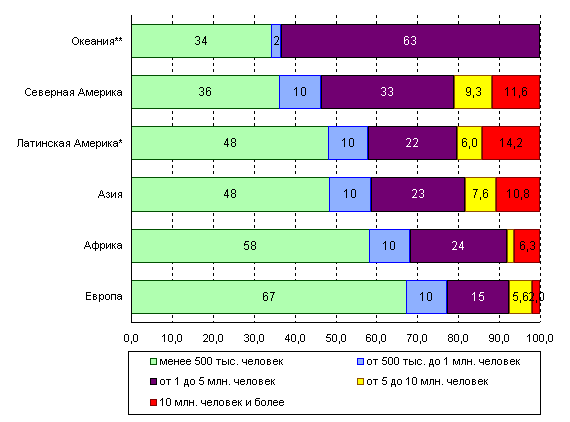 Океания** 34 2 63
Северная Америка 36 10 33 9,3 11,6
Латинская Америка* 48 10 22 6,0 14,2
Азия 48 10 23 7,6 10,8
Африка 58 10 24 6,3
Европа 67 10 15 5,6 2,0
0,0 10,0 20,0 30,0 40,0 50,0 60,0 70,0 80,0 90,0 100,0
менее 500 тыс. человек от 500 тыс. до 1 млн. человек
от 1 до 5 млн. человек от 5 до 10 млн. человек
10 млн. человек и более